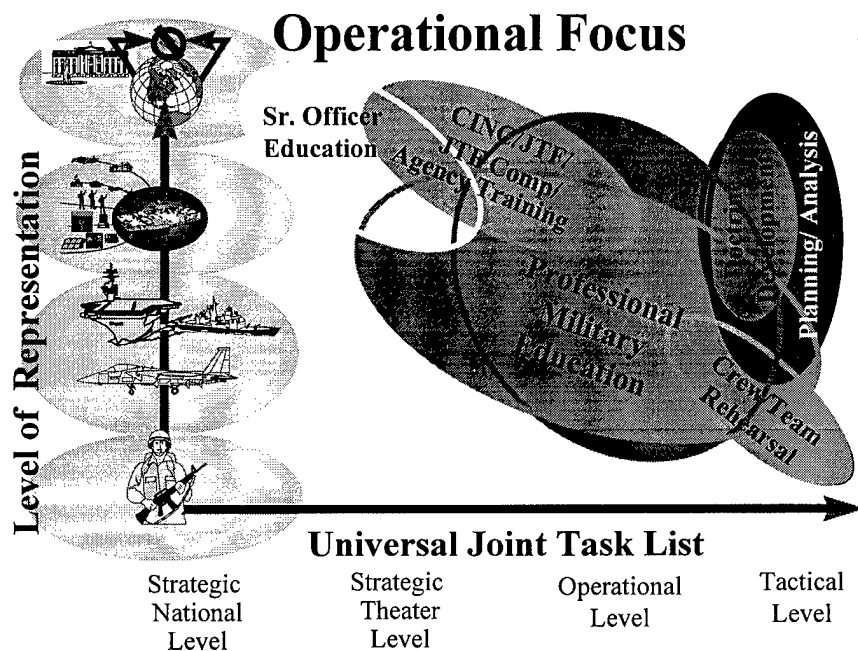 Operational Focus
Sr. Officer
Education
CINC/JTF/
JTF Comp/
Agency Training
Professional
Military
Education
Doctrine
Development
Planning/ Analysis
Crew/Team
Rehearsal
Level of Representation
Universal Joint Task List
Strategic
National
Level
Strategic
Theater
Level
Operational
Level
Tactical
Level